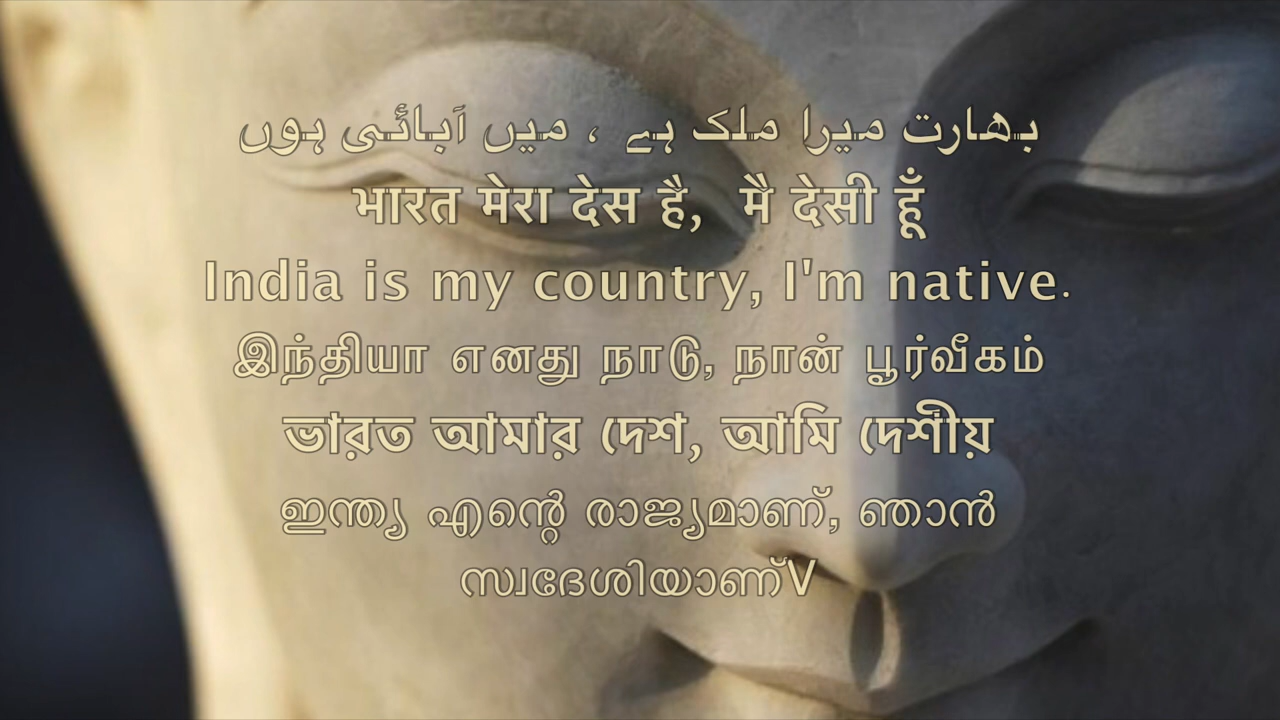 بھارت میرا ملک ہے ، میں آبائی ہوں
भारत मेरा देस है, मै देसी हूँ
India is my country, I'm native.
இந்தியா எனது நாடு, நான் பூர்வீகம்
ভারত আমার দেশ, আমি দেশীয়
ഇന്ത്യ എന്റെ രാജ്യമാണ്, ഞാൻ
സ്വദേശിയാണ്V